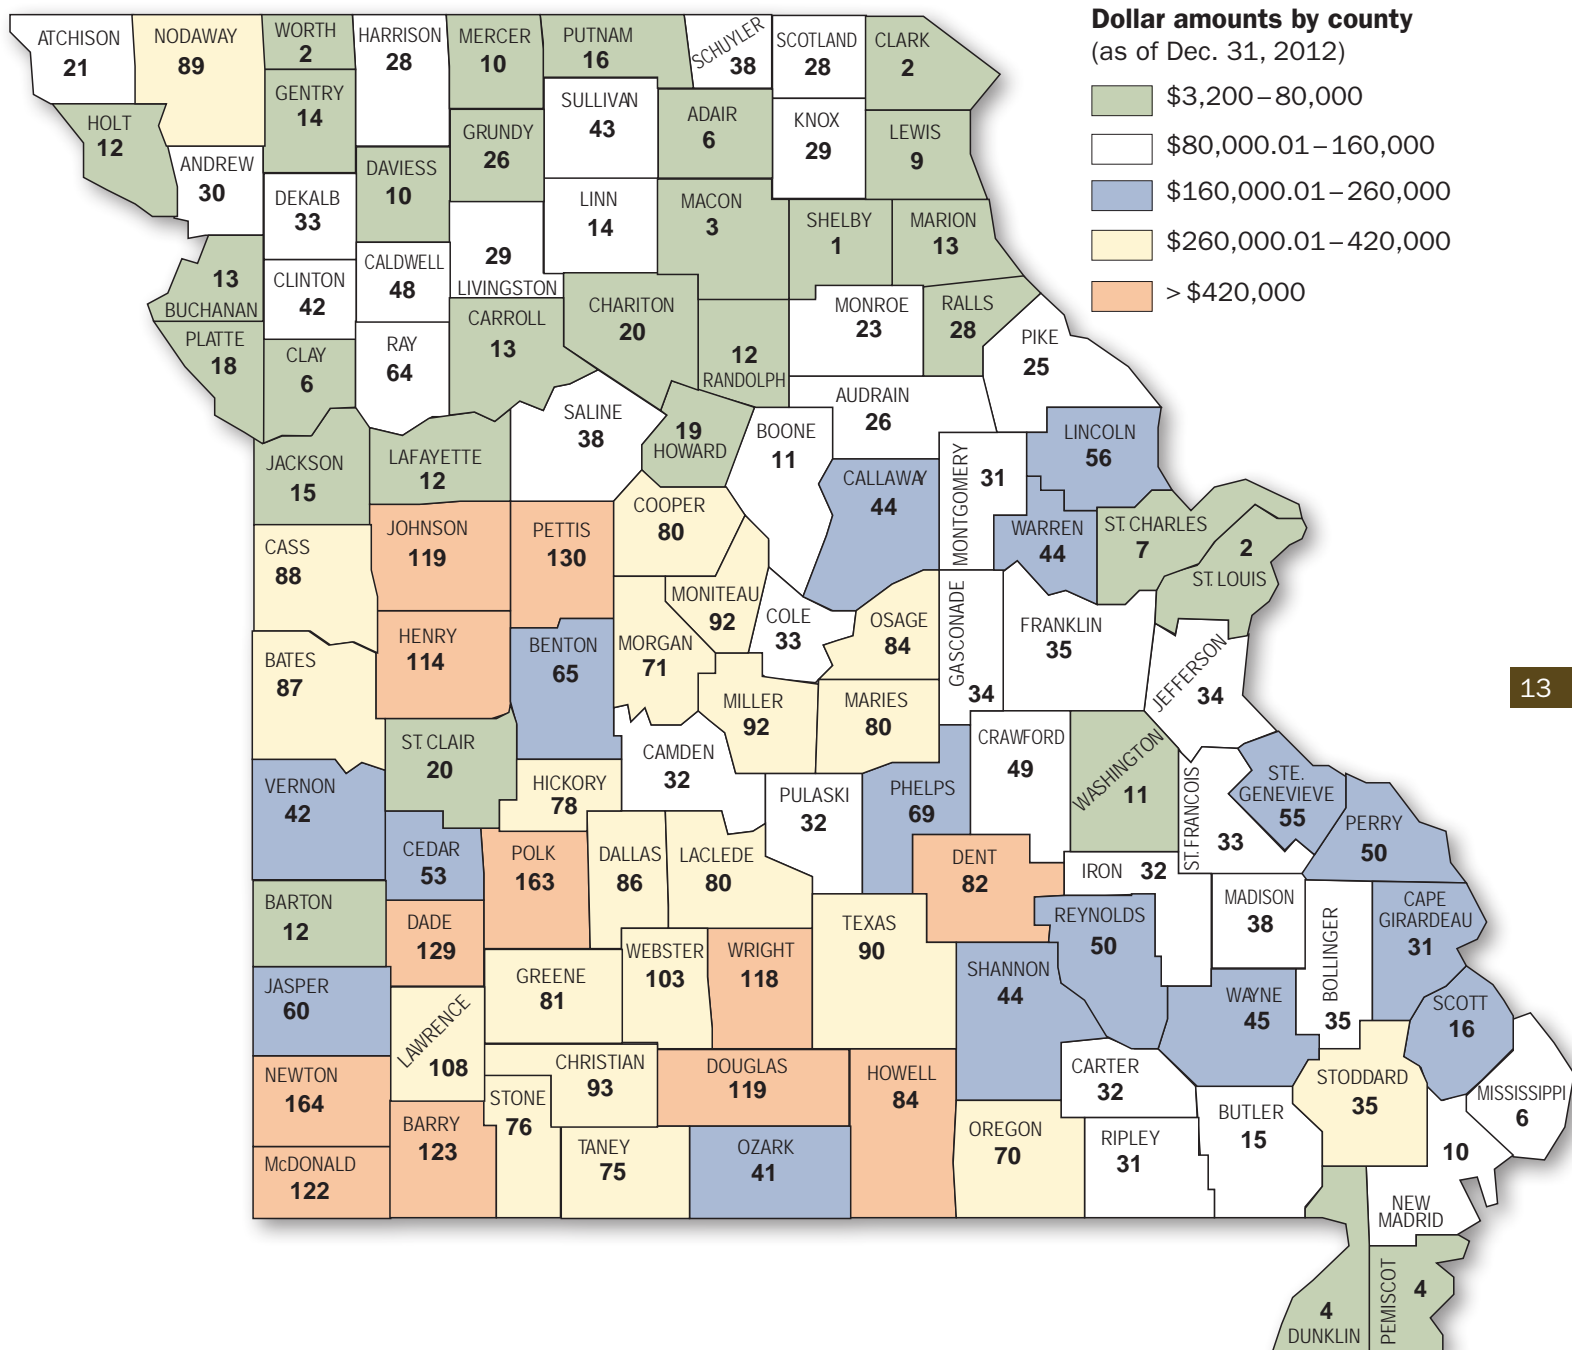 Dollar amounts by county
(as of Dec. 31, 2012)
$3,200–80,000
$80,000.01–160,000
$160,000.01–260,000
$260,000.01–420,000
> $420,000
ATCHISON
21
NODAWAY
89
WORTH
2
HARRISON
28
MERCER
10
PUTNAM
16
SCHUYLER
38
SCOTLAND
28
CLARK
2
HOLT
12
GENTRY
14
ANDREW
30
DEKALB
33
DAVIESS
10
GRUNDY
26
SULLIVAN
43
ADAIR
6
KNOX
29
LEWIS
9
LINN
14
MACON
3
SHELBY
1
MARION
13
13
BUCHANAN
CLINTON
42
CALDWELL
48
29
LIVINGSTON
CHARITON
20
12
RANDOLPH
MONROE
23
RALLS
28
PIKE
25
PLATTE
18
CLAY
6
RAY
64
CARROLL
13
SALINE
38
19
HOWARD
BOONE
11
AUDRAIN
26
JACKSON
15
LAFAYETTE
12
COOPER
80
CALLAWAY
44
MONTGOMERY
31
LINCOLN
56
WARREN
44
ST. CHARLES
7
2
ST. LOUIS
CASS
88
JOHNSON
119
PETTIS
130
MONITEAU
92
COLE
33
OSAGE
84
GASCONADE
34
FRANKLIN
35
JEFFERSON
34
BATES
87
HENRY
114
BENTON
65
MORGAN
71
MILLER
92
MARIES
80
13
ST. CLAIR
20
VERNON
42
HICKORY
78
CAMDEN
32
PULASKI
32
PHELPS
69
CRAWFORD
49
WASHINGTON
11
ST. FRANCOIS
33
STE.
GENEVIEVE
55
PERRY
50
CEDAR
53
POLK
163
DALLAS
86
LACLEDE
80
DENT
82
IRON 32
MADISON
38
BOLLINGER
35
CAPE
GIRARDEAU
31
BARTON
12
DADE
129
TEXAS
90
REYNOLDS
50
GREENE
81
WEBSTER
103
WRIGHT
118
SHANNON
44
WAYNE
45
SCOTT
16
JASPER
60
LAWRENCE
108
NEWTON
164
CHRISTIAN
93
DOUGLAS
119
HOWELL
84
CARTER
32
STODDARD
35
MISSISSIPPI
6
STONE
76
BARRY
123
McDONALD
122
TANEY
75
OZARK
41
OREGON
70
RIPLEY
31
BUTLER
15
10
NEW
MADRID
4
DUNKLIN
PEMISCOT
4